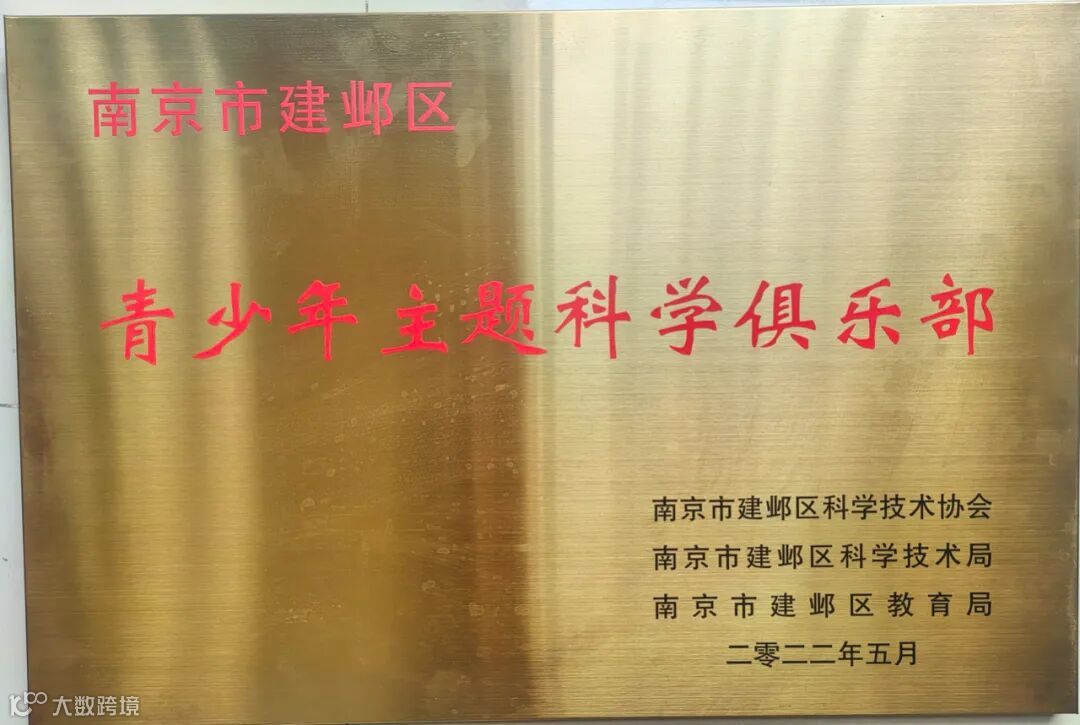 南京市建邺区
青少年主题科学俱乐部
南京市建邺区科学技术协会
南京市建邺区科学技术局
南京市建邺区教育局
二零二二年五月
大数跨境